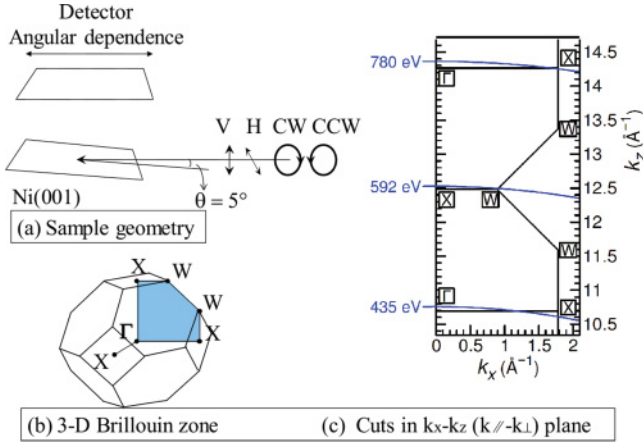 Detector
Angular dependence
V H CW CCW
θ = 5°
Ni(001)
(a) Sample geometry
X
W
W
Γ
X
X
(b) 3-D Brillouin zone
780 eV
592 eV
435 eV
Γ
X
W
X
W
W
Γ
X
14.5
14
13.5
13
12.5
12
11.5
11
10.5
k_z (Å⁻¹)
0 0.5 1 1.5 2
k_x (Å⁻¹)
(c) Cuts in kx-kz (k∥-k⊥) plane